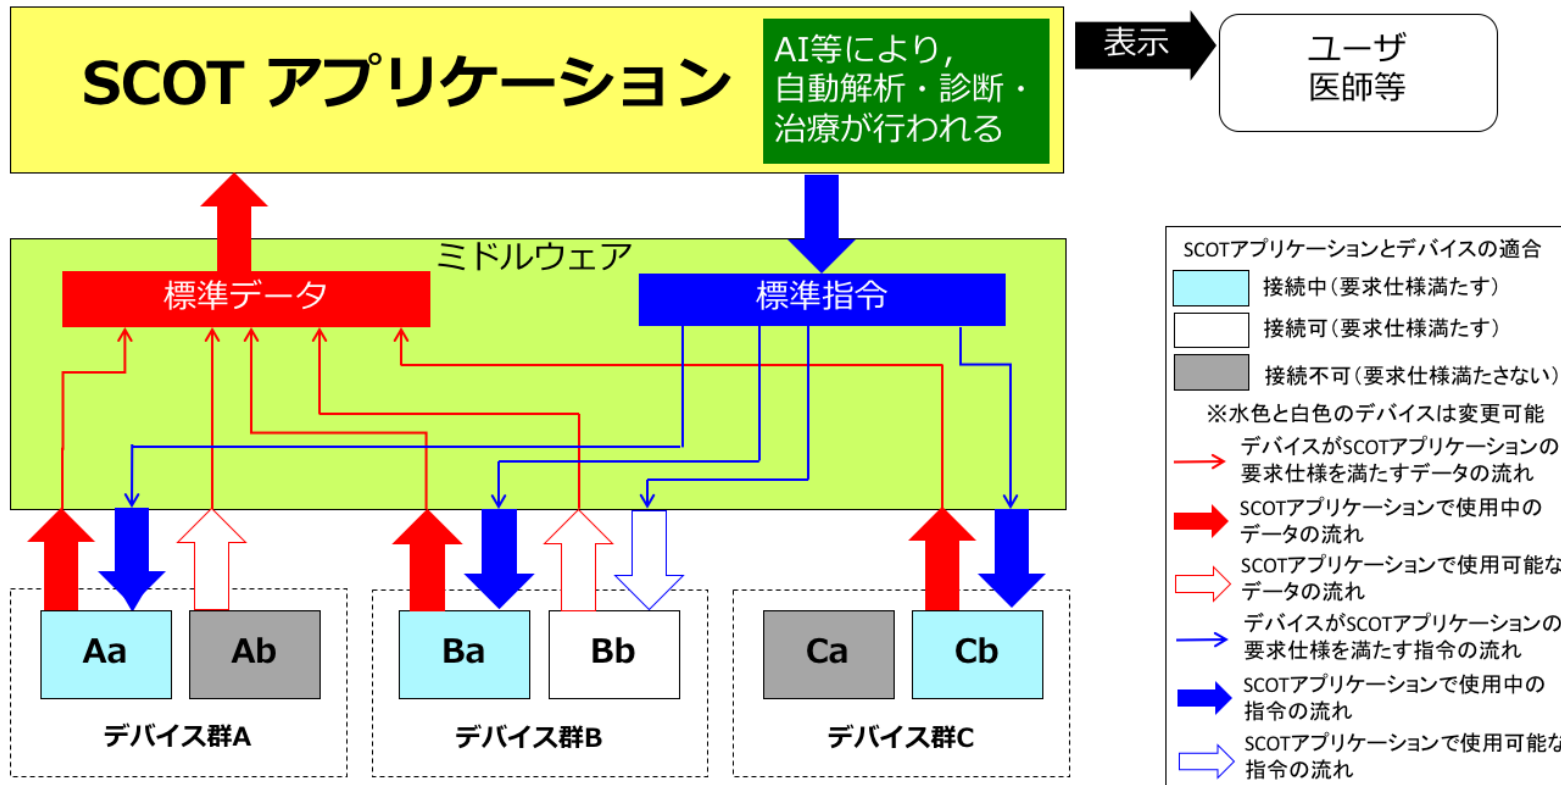 SCOT アプリケーション
AI等により,
自動解析・診断・
治療が行われる
表示
ユーザ
医師等
ミドルウェア
標準データ
標準指令
Aa
Ab
Ba
Bb
Ca
Cb
デバイス群A
デバイス群B
デバイス群C
SCOTアプリケーションとデバイスの適合
接続中(要求仕様満たす)
接続可(要求仕様満たす)
接続不可(要求仕様満たさない)
※水色と白色のデバイスは変更可能
デバイスがSCOTアプリケーションの
要求仕様を満たすデータの流れ
SCOTアプリケーションで使用中の
データの流れ
SCOTアプリケーションで使用可能な
データの流れ
デバイスがSCOTアプリケーションの
要求仕様を満たす指令の流れ
SCOTアプリケーションで使用中の
指令の流れ
SCOTアプリケーションで使用可能な
指令の流れ